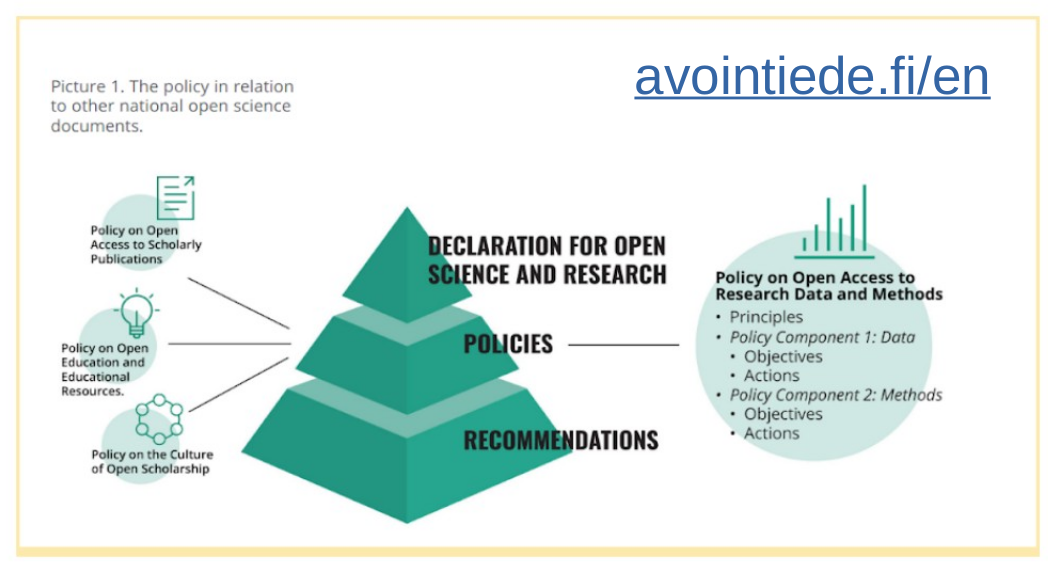 avointiede.fi/en
Picture 1. The policy in relation
to other national open science
documents.
Policy on Open
Access to Scholarly
Publications
Policy on Open
Education and
Educational
Resources.
Policy on the Culture
of Open Scholarship
DECLARATION FOR OPEN
SCIENCE AND RESEARCH
POLICIES
RECOMMENDATIONS
Policy on Open Access to
Research Data and Methods
• Principles
• Policy Component 1: Data
• Objectives
• Actions
• Policy Component 2: Methods
• Objectives
• Actions